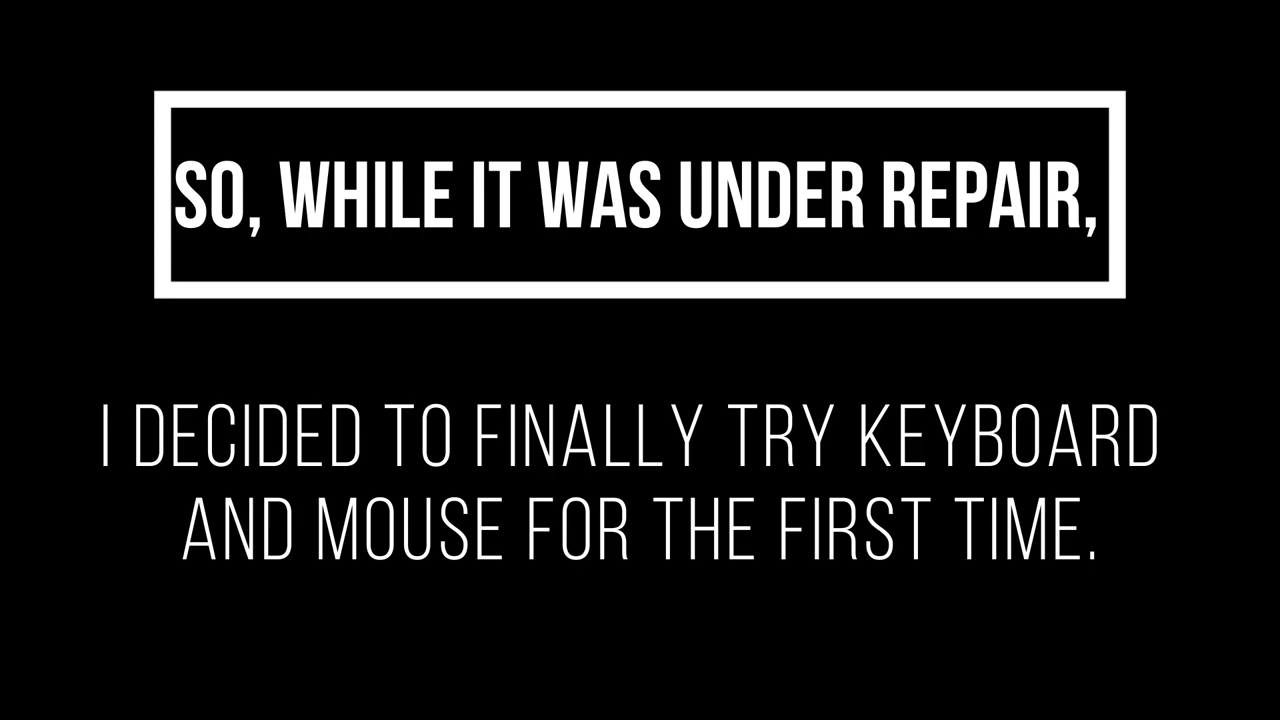 SO, WHILE IT WAS UNDER REPAIR,
I DECIDED TO FINALLY TRY KEYBOARD
AND MOUSE FOR THE FIRST TIME.